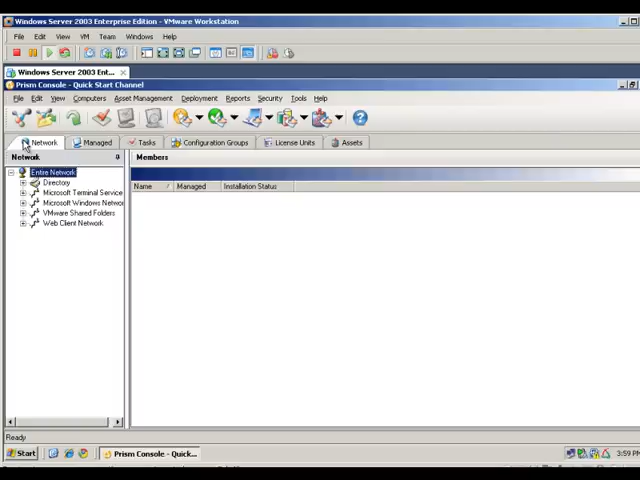 Windows Server 2003 Enterprise Edition - VMware Workstation
File Edit View VM Team Windows Help
Windows Server 2003 Ent...
Prism Console - Quick Start Channel
File Edit View Computers Asset Management Deployment Reports Security Tools Help
Network Managed Tasks Configuration Groups License Units Assets
Network Members
Name Managed Installation Status
Entire Network
Directory
Microsoft Terminal Service
Microsoft Windows Networ
VMware Shared Folders
Web Client Network
Ready
Start Prism Console - Quick... 3:59 PM